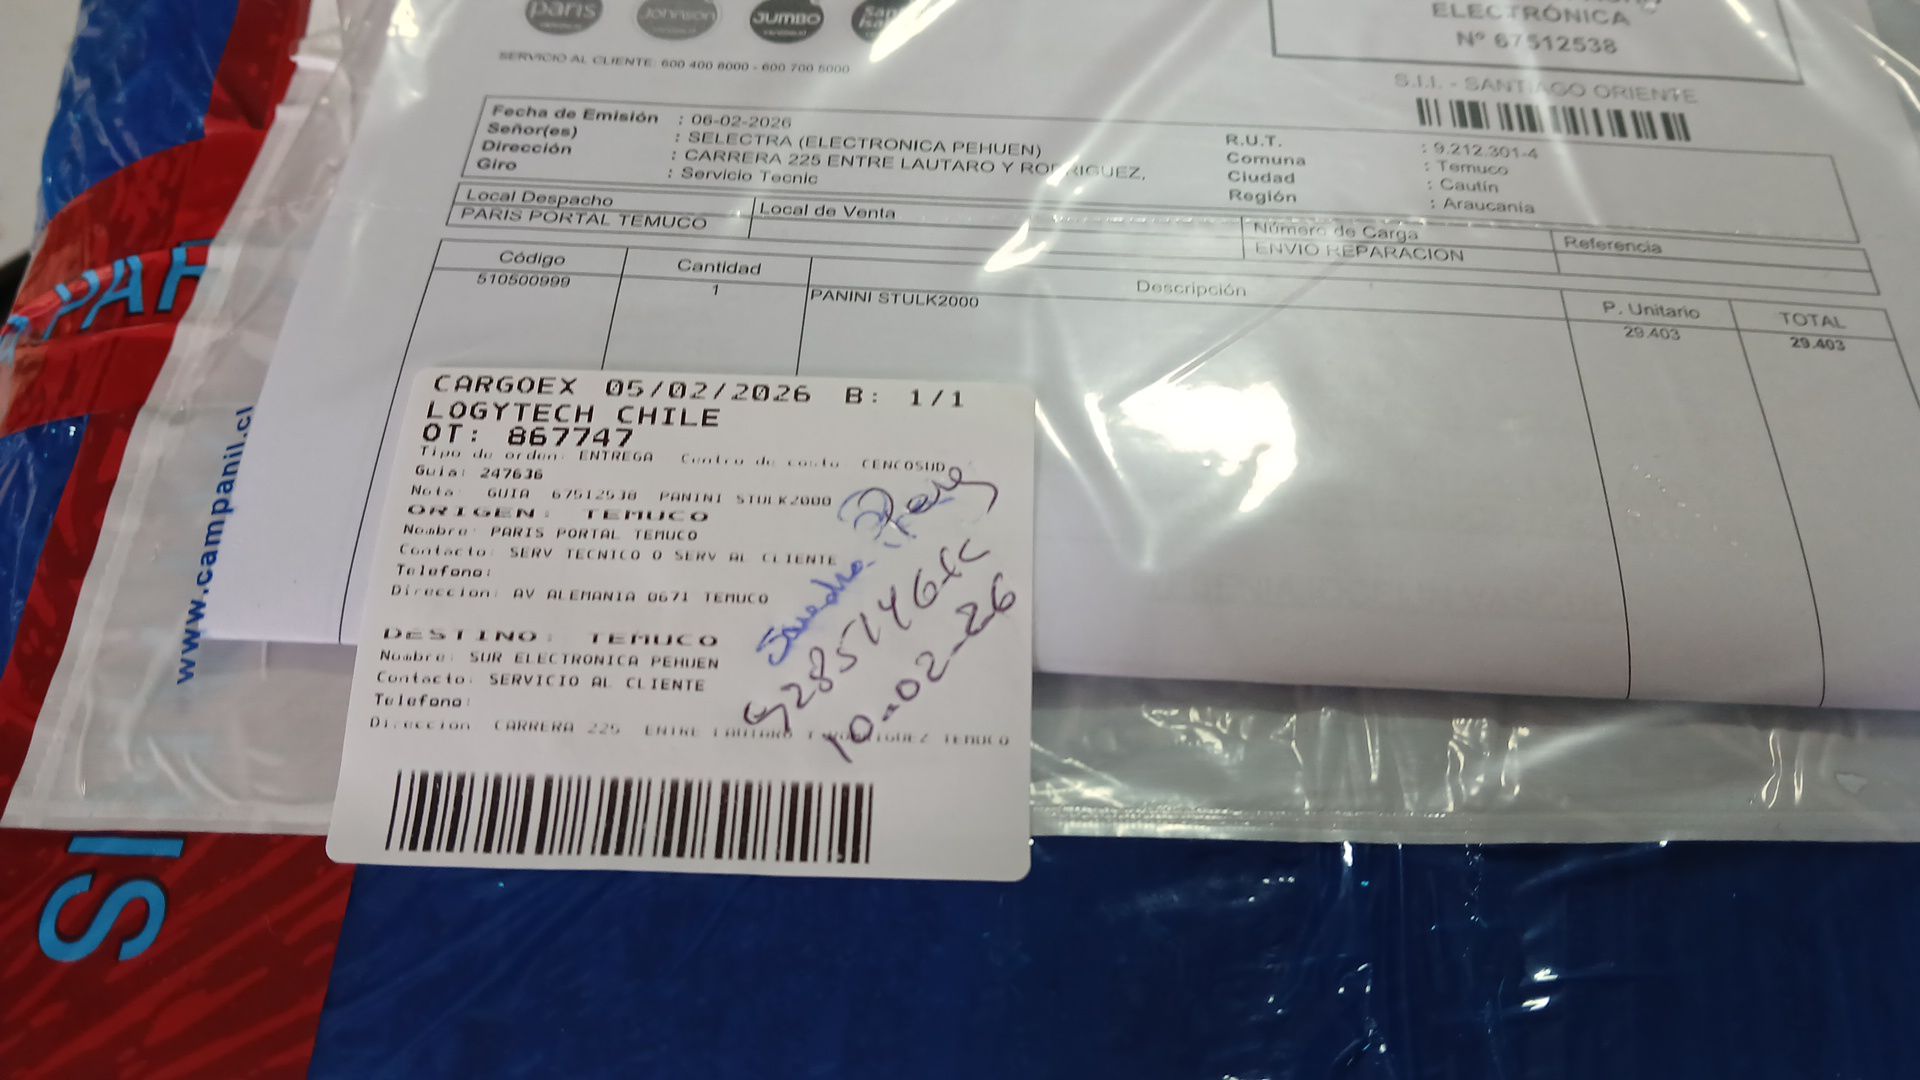 paris
Johnson
JUMBO
SERVICIO AL CLIENTE: 600 400 8000 - 600 700 5000
ELECTRÓNICA
N° 67512538
S.I.I. - SANTIAGO ORIENTE
Fecha de Emisión : 06-02-2026
Señor(es) : SELECTRA (ELECTRONICA PEHUEN)
Dirección : CARRERA 225 ENTRE LAUTARO Y RODRIGUEZ,
Giro : Servicio Tecnic
R.U.T. : 9.212.301-4
Comuna : Temuco
Ciudad : Cautín
Región : Araucanía
Local Despacho
PARIS PORTAL TEMUCO
Local de Venta
Número de Carga
ENVIO REPARACION
Referencia
Código Cantidad Descripción P. Unitario TOTAL
510500999 1 PANINI STULK2000 29.403 29.403
CARGOEX 05/02/2026 B: 1/1
LOGYTECH CHILE
OT: 867747
Tipo de orden: ENTREGA Centro de costo: CENCOSUD
Guia: 247636
Nota: GUIA 67512538 PANINI STULK2000
ORIGEN: TEMUCO
Nombre: PARIS PORTAL TEMUCO
Contacto: SERV TECNICO O SERV AL CLIENTE
Telefono:
Direccion: AV ALEMANIA 0671 TEMUCO
DESTINO: TEMUCO
Nombre: SUR ELECTRONICA PEHUEN
Contacto: SERVICIO AL CLIENTE
Telefono:
Direccion CARRERA 225 ENTRE LAUTARO Y RODRIGUEZ TEMUCO
10-02-26
www.campanil.cl